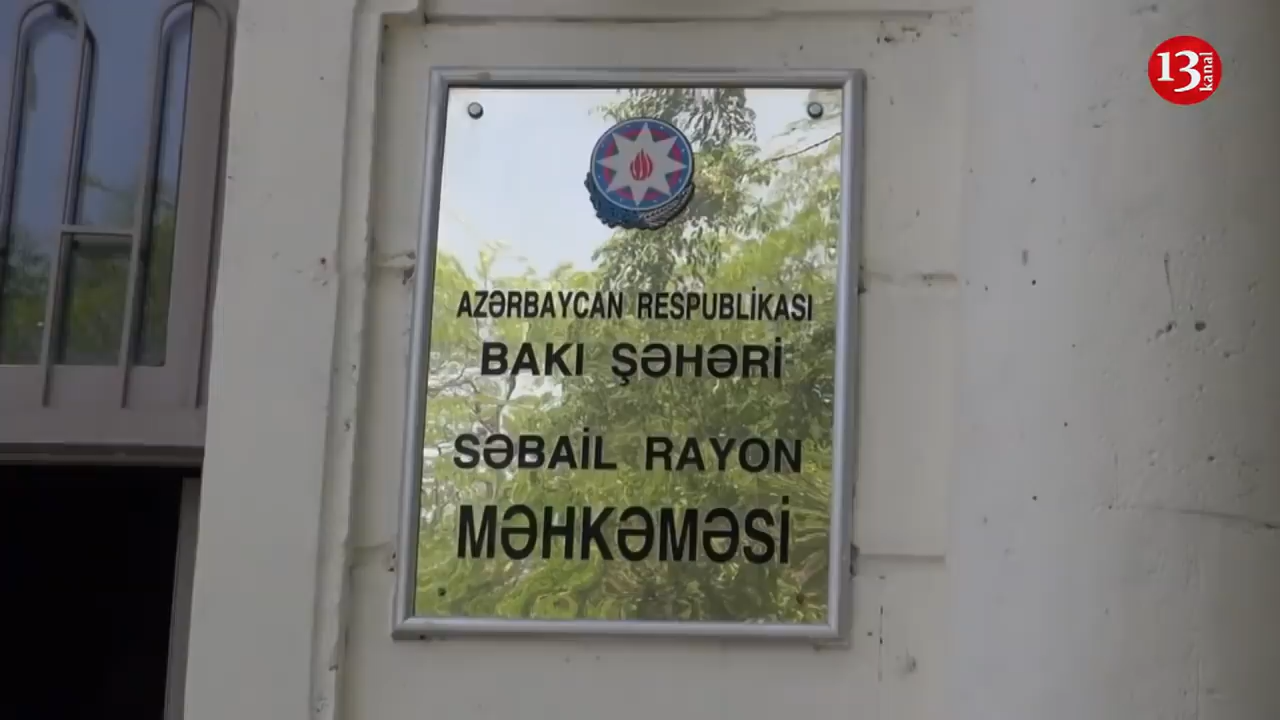 13 kanal
AZƏRBAYCAN RESPUBLİKASI
BAKI ŞƏHƏRİ
SƏBAİL RAYON
MƏHKƏMƏSİ